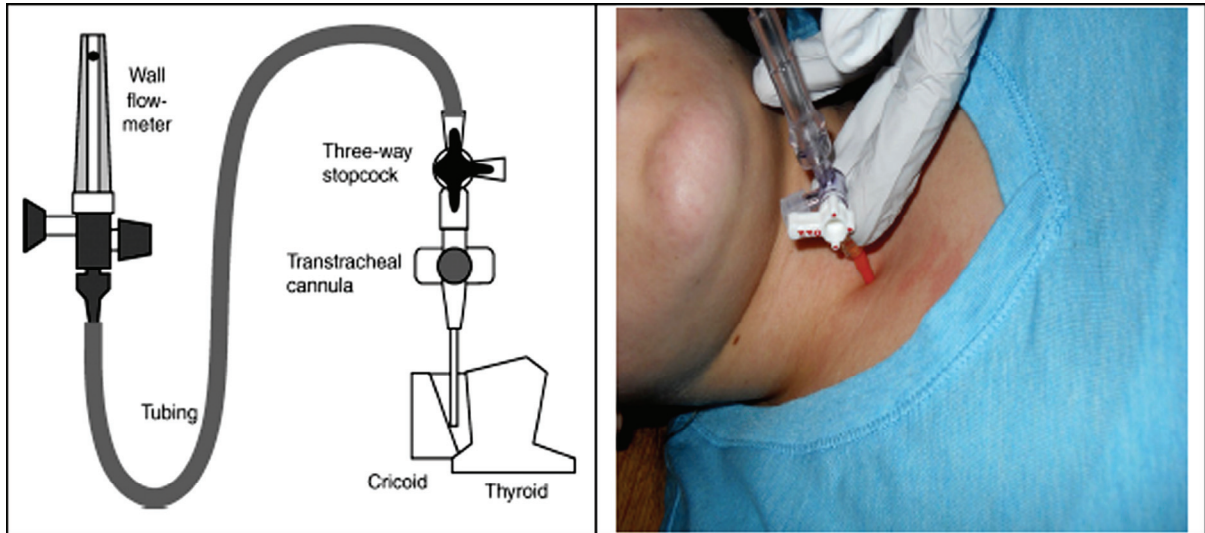 Wall
flow-
meter
Three-way
stopcock
Transtracheal
cannula
Tubing
Cricoid
Thyroid